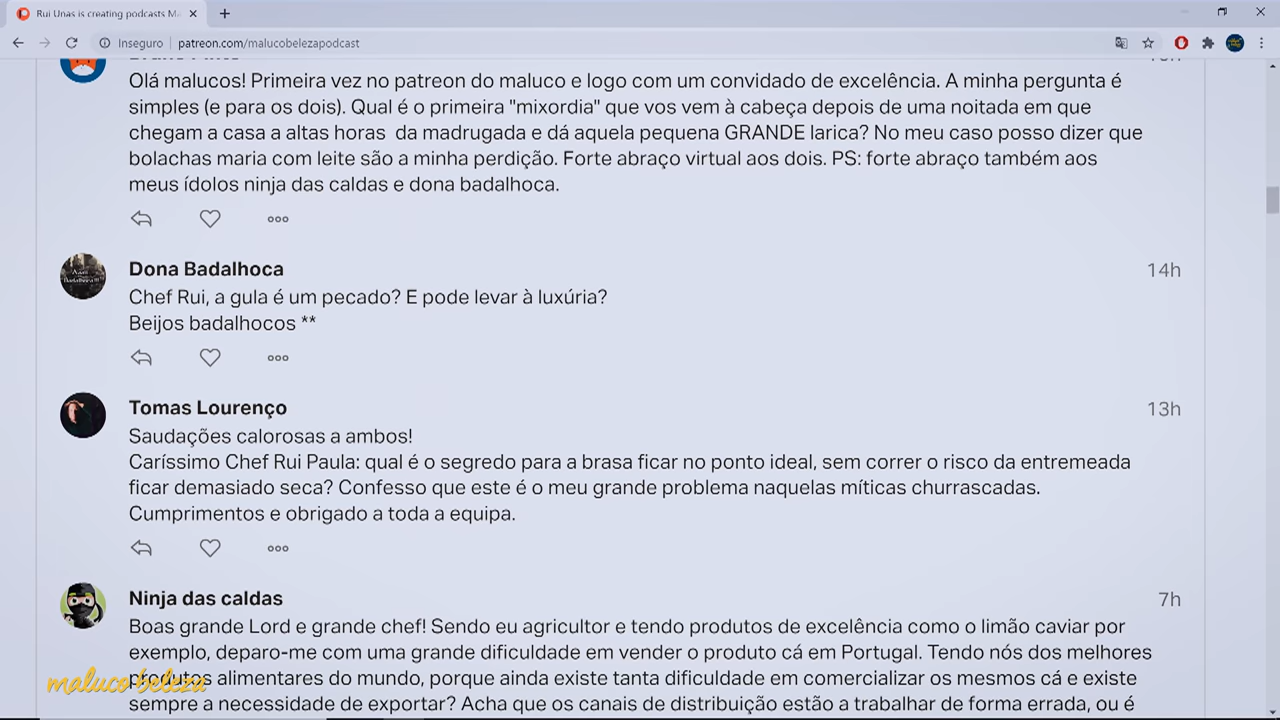 Rui Unas is creating podcasts Ma
Inseguro | patreon.com/malucobelezapodcast
Olá malucos! Primeira vez no patreon do maluco e logo com um convidado de excelência. A minha pergunta é
simples (e para os dois). Qual é o primeira "mixordia" que vos vem à cabeça depois de uma noitada em que
chegam a casa a altas horas da madrugada e dá aquela pequena GRANDE larica? No meu caso posso dizer que
bolachas maria com leite são a minha perdição. Forte abraço virtual aos dois. PS: forte abraço também aos
meus ídolos ninja das caldas e dona badalhoca.
Dona Badalhoca
14h
Chef Rui, a gula é um pecado? E pode levar à luxúria?
Beijos badalhocos **
Tomas Lourenço
13h
Saudações calorosas a ambos!
Caríssimo Chef Rui Paula: qual é o segredo para a brasa ficar no ponto ideal, sem correr o risco da entremeada
ficar demasiado seca? Confesso que este é o meu grande problema naquelas míticas churrascadas.
Cumprimentos e obrigado a toda a equipa.
Ninja das caldas
7h
Boas grande Lord e grande chef! Sendo eu agricultor e tendo produtos de excelência como o limão caviar por
exemplo, deparo-me com uma grande dificuldade em vender o produto cá em Portugal. Tendo nós dos melhores
produtos alimentares do mundo, porque ainda existe tanta dificuldade em comercializar os mesmos cá e existe
sempre a necessidade de exportar? Acha que os canais de distribuição estão a trabalhar de forma errada, ou é
maluco beleza